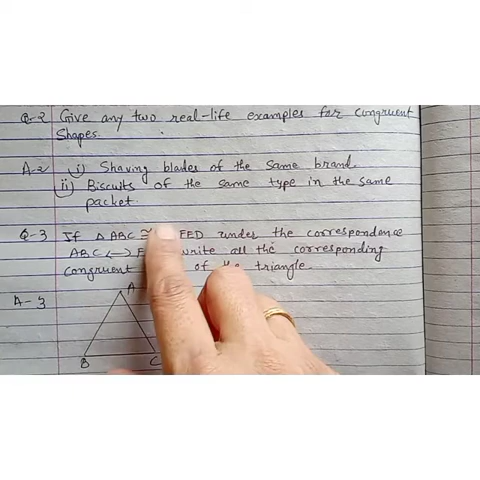 Q-2 Give any two real-life examples for congruent
Shapes.
A-2 (i) Shaving blades of the same brand.
(ii) Biscuits of the same type in the same
packet.
Q-3 If △ ABC ≅ FED under the correspondence
ABC ↔ write all the corresponding
congruent of the triangle.
A-3
A
B C